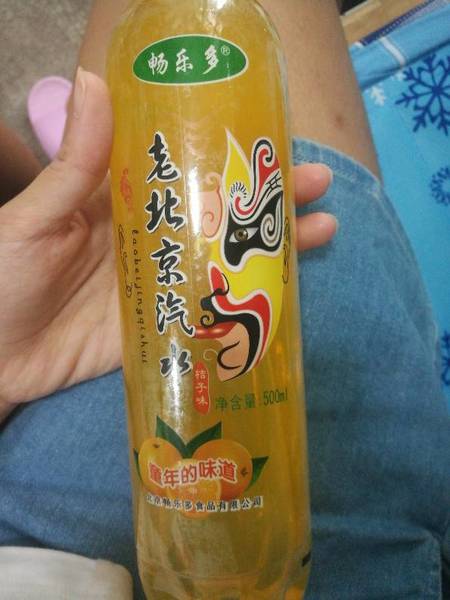 畅乐多®
老北京汽水
laobeijingqishui
桔子味
净含量:500ml
童年的味道
北京畅乐多食品有限公司